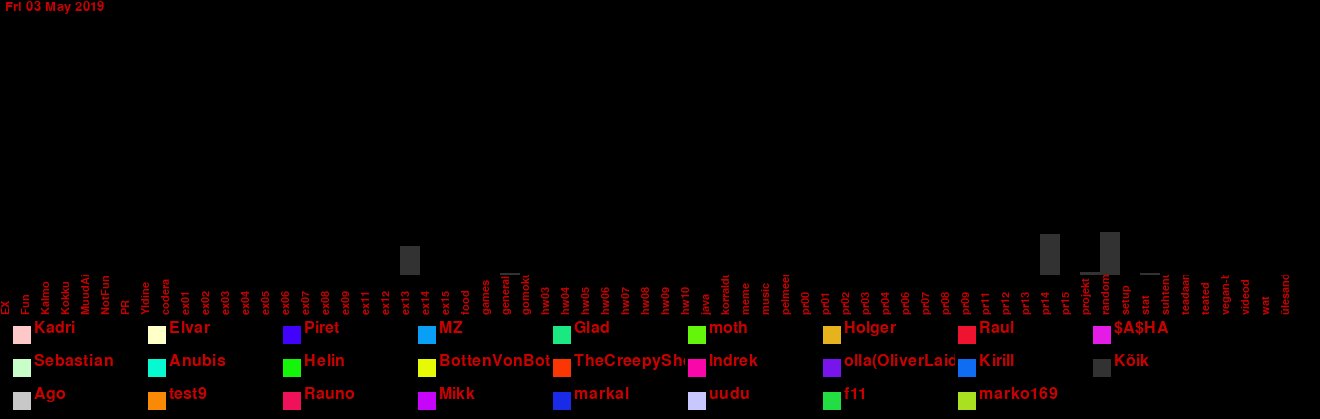 Fri 03 May 2019
EX Fun Kalmo Kokku MuudAi NotFun PR Yldine codera ex01 ex02 ex03 ex04 ex05 ex06 ex07 ex08 ex09 ex11 ex12 ex13 ex14 ex15 food games general gomoku hw03 hw04 hw05 hw06 hw07 hw08 hw09 hw10 java korraldu meme music pelmeen pr00 pr01 pr02 pr03 pr04 pr06 pr07 pr08 pr09 pr11 pr12 pr13 pr14 pr15 projekt random setup stat suhtenu teadaan teated vegan-t videod wat ülesand
Kadri Elvar Piret MZ Glad moth Holger Raul $A$HA
Sebastian Anubis Helin BottenVonBot TheCreepySh Indrek olla(OliverLaid Kirill Kõik
Ago test9 Rauno Mikk markal uudu f11 marko169